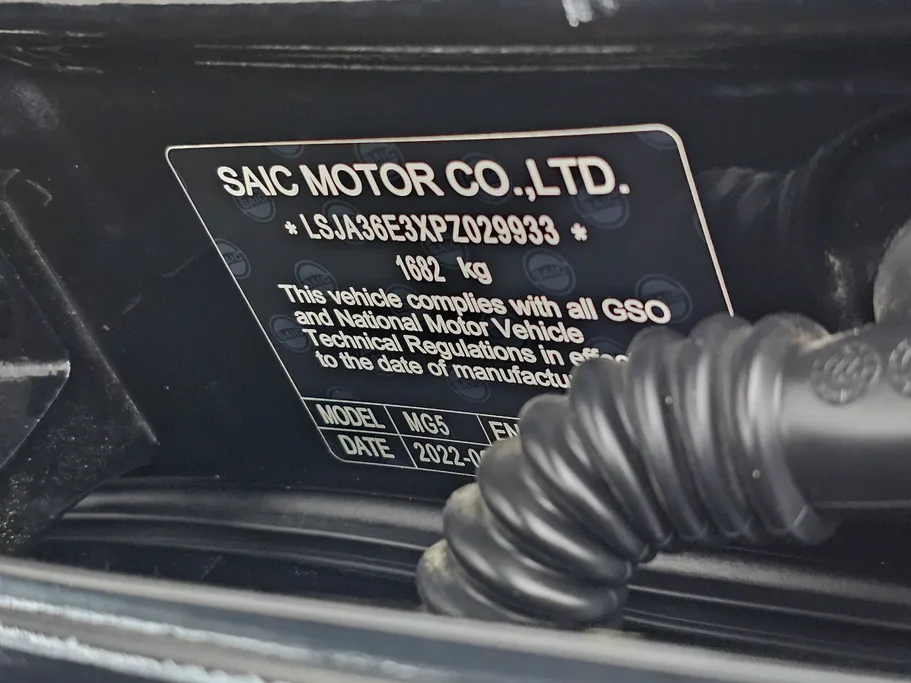 SAIC MOTOR CO.,LTD.
* LSJA36E3XPZ029933 *
1682 kg
This vehicle complies with all GSO
and National Motor Vehicle
Technical Regulations in
to the date of
MODEL MG5
DATE